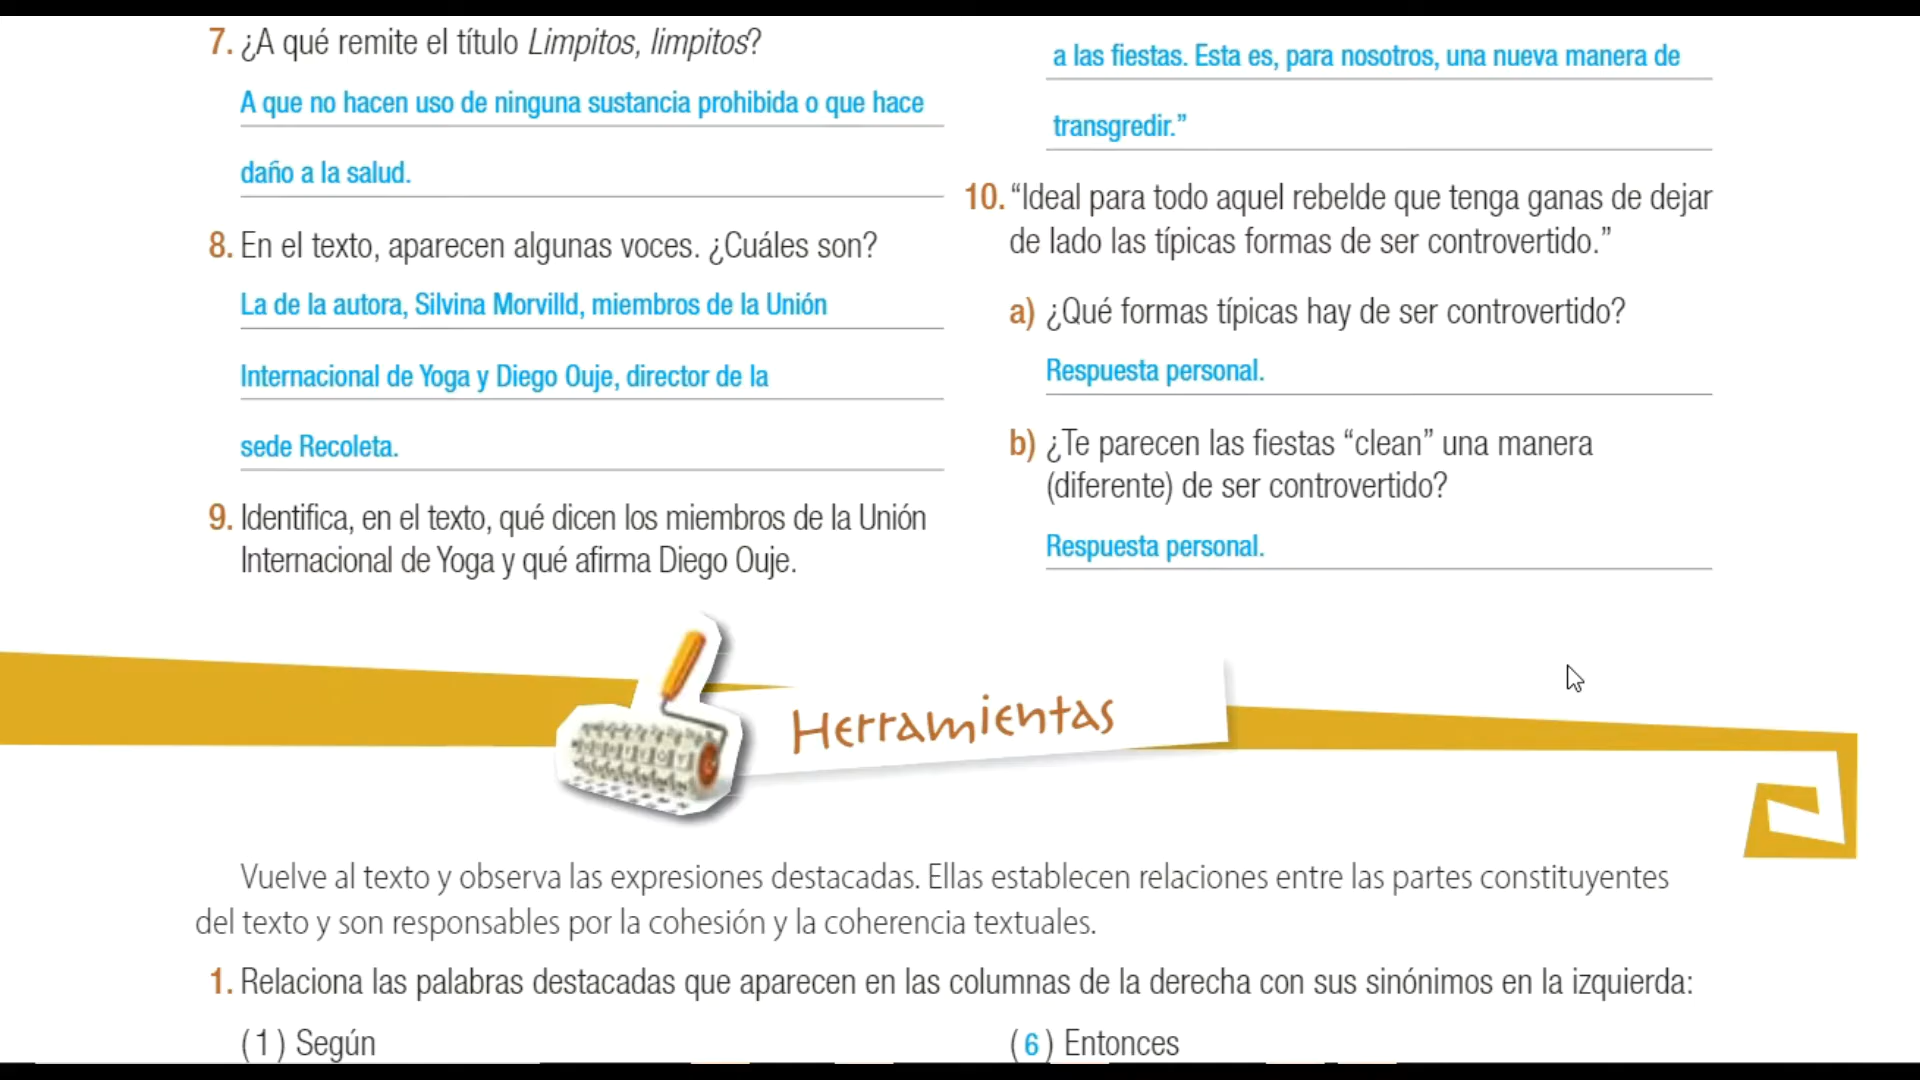 7. ¿A qué remite el título Limpitos, limpitos?
A que no hacen uso de ninguna sustancia prohibida o que hace
daño a la salud.
8. En el texto, aparecen algunas voces. ¿Cuáles son?
La de la autora, Silvina Morvilld, miembros de la Unión
Internacional de Yoga y Diego Ouje, director de la
sede Recoleta.
9. Identifica, en el texto, qué dicen los miembros de la Unión
Internacional de Yoga y qué afirma Diego Ouje.
a las fiestas. Esta es, para nosotros, una nueva manera de
transgredir.”
10. “Ideal para todo aquel rebelde que tenga ganas de dejar
de lado las típicas formas de ser controvertido.”
a) ¿Qué formas típicas hay de ser controvertido?
Respuesta personal.
b) ¿Te parecen las fiestas “clean” una manera
(diferente) de ser controvertido?
Respuesta personal.
Herramientas
Vuelve al texto y observa las expresiones destacadas. Ellas establecen relaciones entre las partes constituyentes
del texto y son responsables por la cohesión y la coherencia textuales.
1. Relaciona las palabras destacadas que aparecen en las columnas de la derecha con sus sinónimos en la izquierda:
(1) Según
(6) Entonces